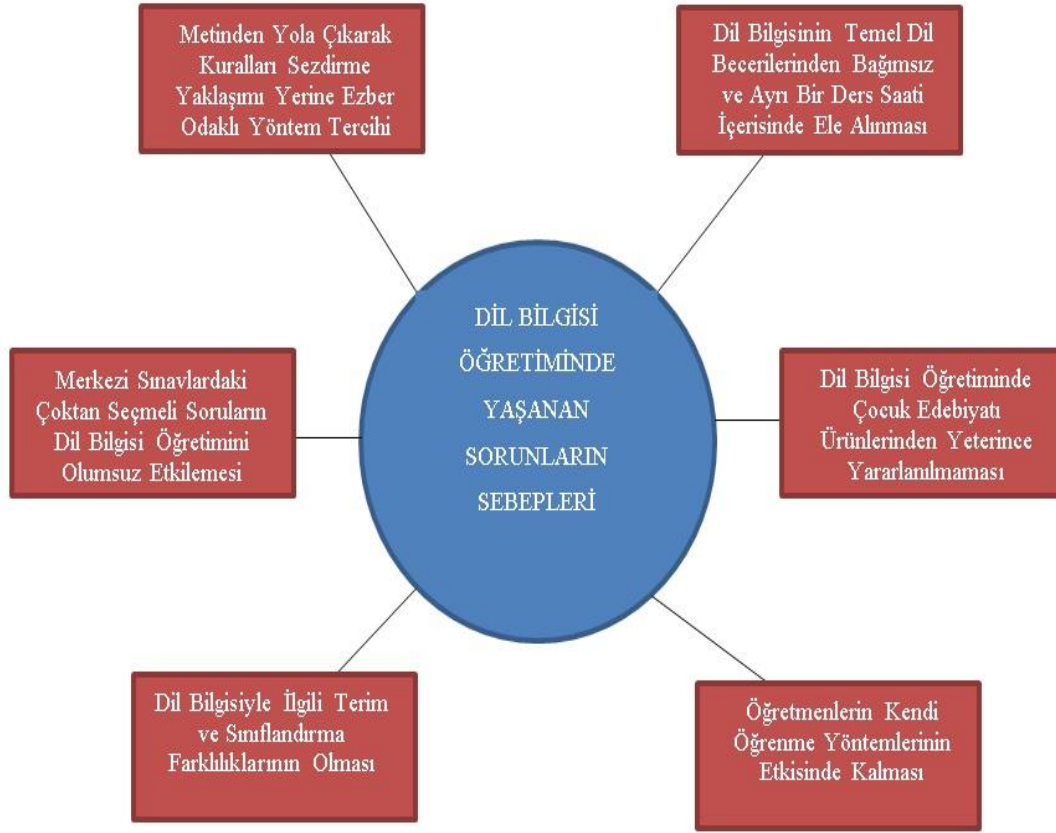 Metinden Yola Çıkarak
Kuralları Sezdirme
Yaklaşımı Yerine Ezber
Odaklı Yöntem Tercihi
Dil Bilgisinin Temel Dil
Becerilerinden Bağımsız
ve Ayrı Bir Ders Saati
İçerisinde Ele Alınması
DİL BİLGİSİ
ÖĞRETİMİNDE
YAŞANAN
SORUNLARIN
SEBEPLERİ
Merkezi Sınavlardaki
Çoktan Seçmeli Soruların
Dil Bilgisi Öğretimini
Olumsuz Etkilemesi
Dil Bilgisi Öğretiminde
Çocuk Edebiyatı
Ürünlerinden Yeterince
Yararlanılmaması
Dil Bilgisiyle İlgili Terim
ve Sınıflandırma
Farklılıklarının Olması
Öğretmenlerin Kendi
Öğrenme Yöntemlerinin
Etkisinde Kalması